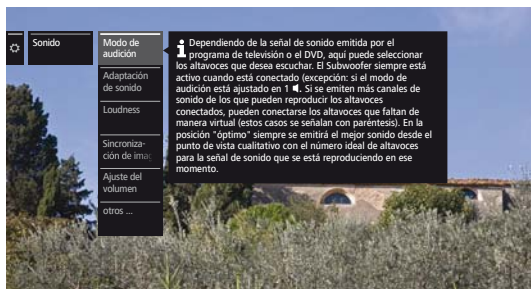 Sonido
Modo de
audición
Adaptación
de sonido
Loudness
Sincroniza-
ción de imag
Ajuste del
volumen
otros ...
Dependiendo de la señal de sonido emitida por el
programa de televisión o el DVD, aquí puede seleccionar
los altavoces que desea escuchar. El Subwoofer siempre está
activo cuando está conectado (excepción: si el modo de
audición está ajustado en 1 . Si se emiten más canales de
sonido de los que pueden reproducir los altavoces
conectados, pueden conectarse los altavoces que faltan de
manera virtual (estos casos se señalan con paréntesis). En la
posición "óptimo" siempre se emitirá el mejor sonido desde el
punto de vista cualitativo con el número ideal de altavoces
para la señal de sonido que se está reproduciendo en ese
momento.